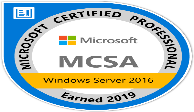 MICROSOFT CERTIFIED PROFESSIONAL
Microsoft
MCSA
Windows Server 2016
Earned 2019